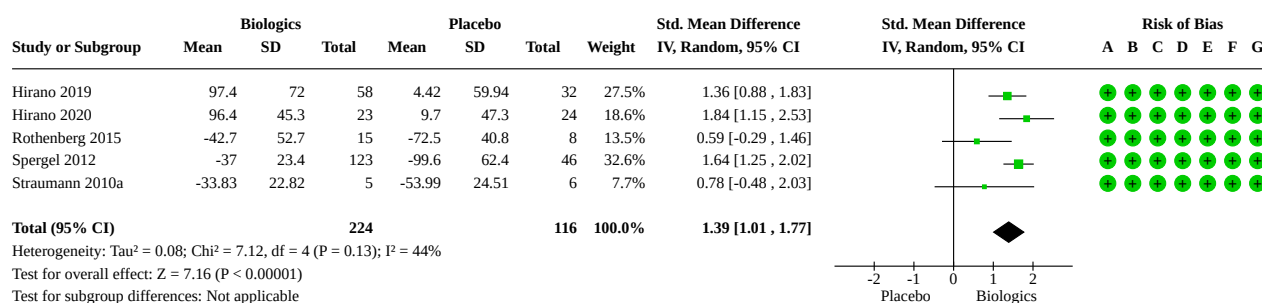 Biologics Placebo Std. Mean Difference Std. Mean Difference Risk of Bias
Study or Subgroup Mean SD Total Mean SD Total Weight IV, Random, 95% CI IV, Random, 95% CI A B C D E F G
Hirano 2019 97.4 72 58 4.42 59.94 32 27.5% 1.36 [0.88 , 1.83] + + + + + + +
Hirano 2020 96.4 45.3 23 9.7 47.3 24 18.6% 1.84 [1.15 , 2.53] + + + + + + +
Rothenberg 2015 -42.7 52.7 15 -72.5 40.8 8 13.5% 0.59 [-0.29 , 1.46] + + + + + + +
Spergel 2012 -37 23.4 123 -99.6 62.4 46 32.6% 1.64 [1.25 , 2.02] + + + + + + +
Straumann 2010a -33.83 22.82 5 -53.99 24.51 6 7.7% 0.78 [-0.48 , 2.03] + + + + + + +
Total (95% CI) 224 116 100.0% 1.39 [1.01 , 1.77]
Heterogeneity: Tau² = 0.08; Chi² = 7.12, df = 4 (P = 0.13); I² = 44%
Test for overall effect: Z = 7.16 (P < 0.00001)
-2 -1 0 1 2
Test for subgroup differences: Not applicable
Placebo Biologics